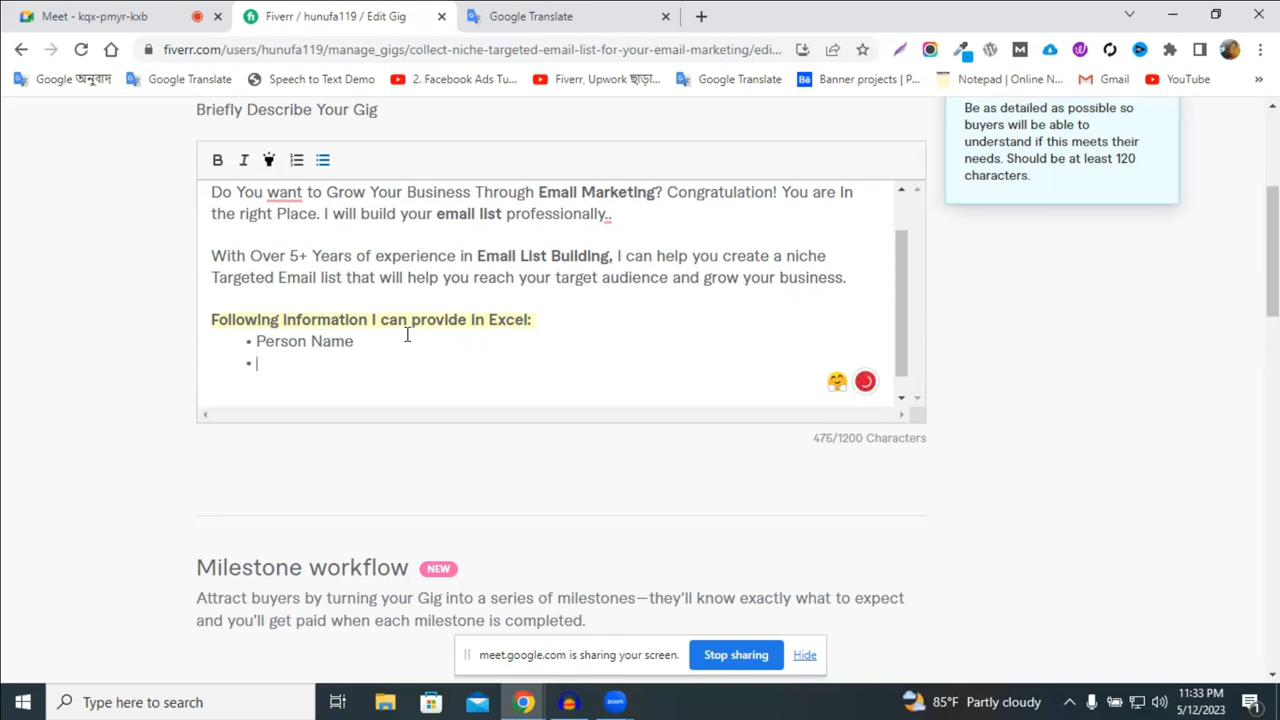 Meet - kqx-pmyr-kxb
Fiverr / hunufa119 / Edit Gig
Google Translate
fiverr.com/users/hunufa119/manage_gigs/collect-niche-targeted-email-list-for-your-email-marketing/edi...
Google অনুবাদ
Google Translate
Speech to Text Demo
2. Facebook Ads Tu...
Fiverr, Upwork ছাড়া...
Google Translate
Banner projects | P...
Notepad | Online N...
Gmail
YouTube
Briefly Describe Your Gig
Be as detailed as possible so
buyers will be able to
understand if this meets their
needs. Should be at least 120
characters.
Do You want to Grow Your Business Through Email Marketing? Congratulation! You are In
the right Place. I will build your email list professionally..
With Over 5+ Years of experience in Email List Building, I can help you create a niche
Targeted Email list that will help you reach your target audience and grow your business.
Following Information I can provide in Excel:
• Person Name
•
475/1200 Characters
Milestone workflow NEW
Attract buyers by turning your Gig into a series of milestones—they'll know exactly what to expect
and you'll get paid when each milestone is completed.
meet.google.com is sharing your screen.
Stop sharing
Hide
Type here to search
zoom
85°F Partly cloudy
11:33 PM
5/12/2023